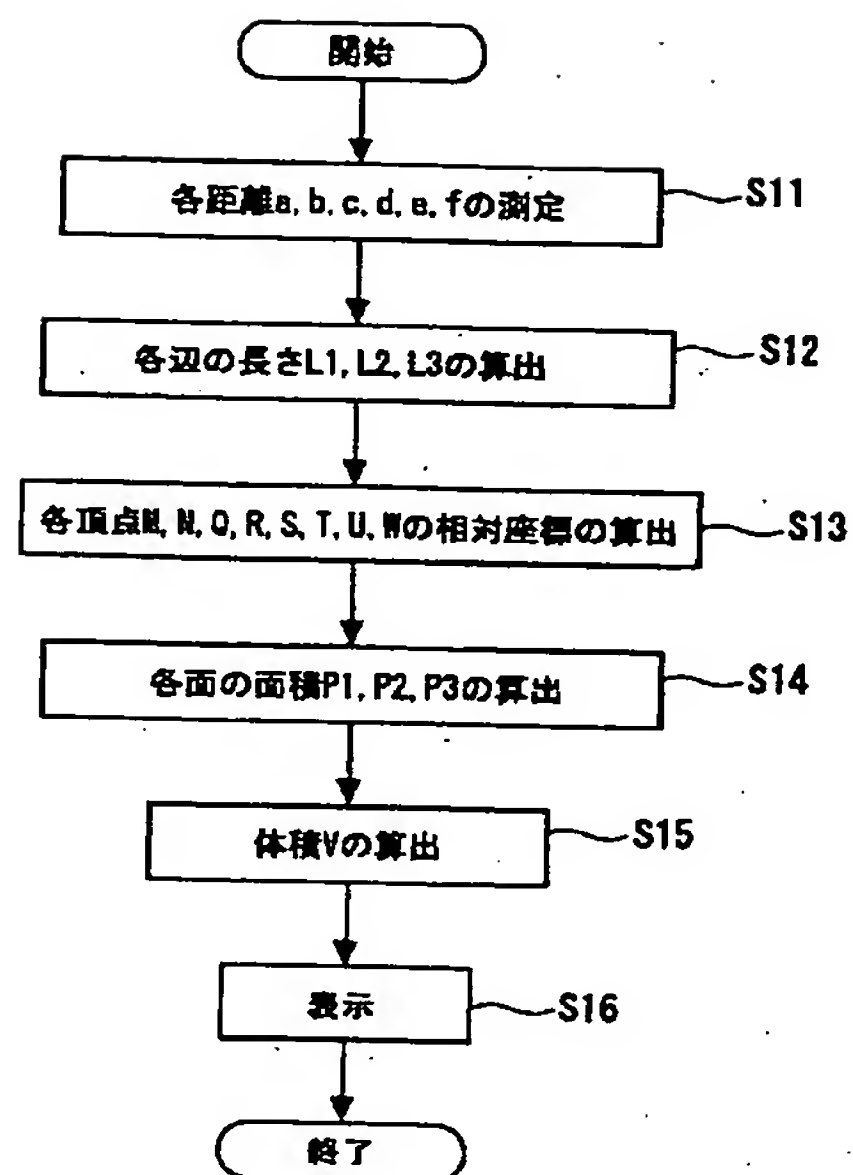 開始
各距離a, b, c, d, e, fの測定
S11
各辺の長さL1, L2, L3の算出
S12
各頂点M, N, Q, R, S, T, U, Wの相対座標の算出
S13
各面の面積P1, P2, P3の算出
S14
体積Vの算出
S15
表示
S16
終了